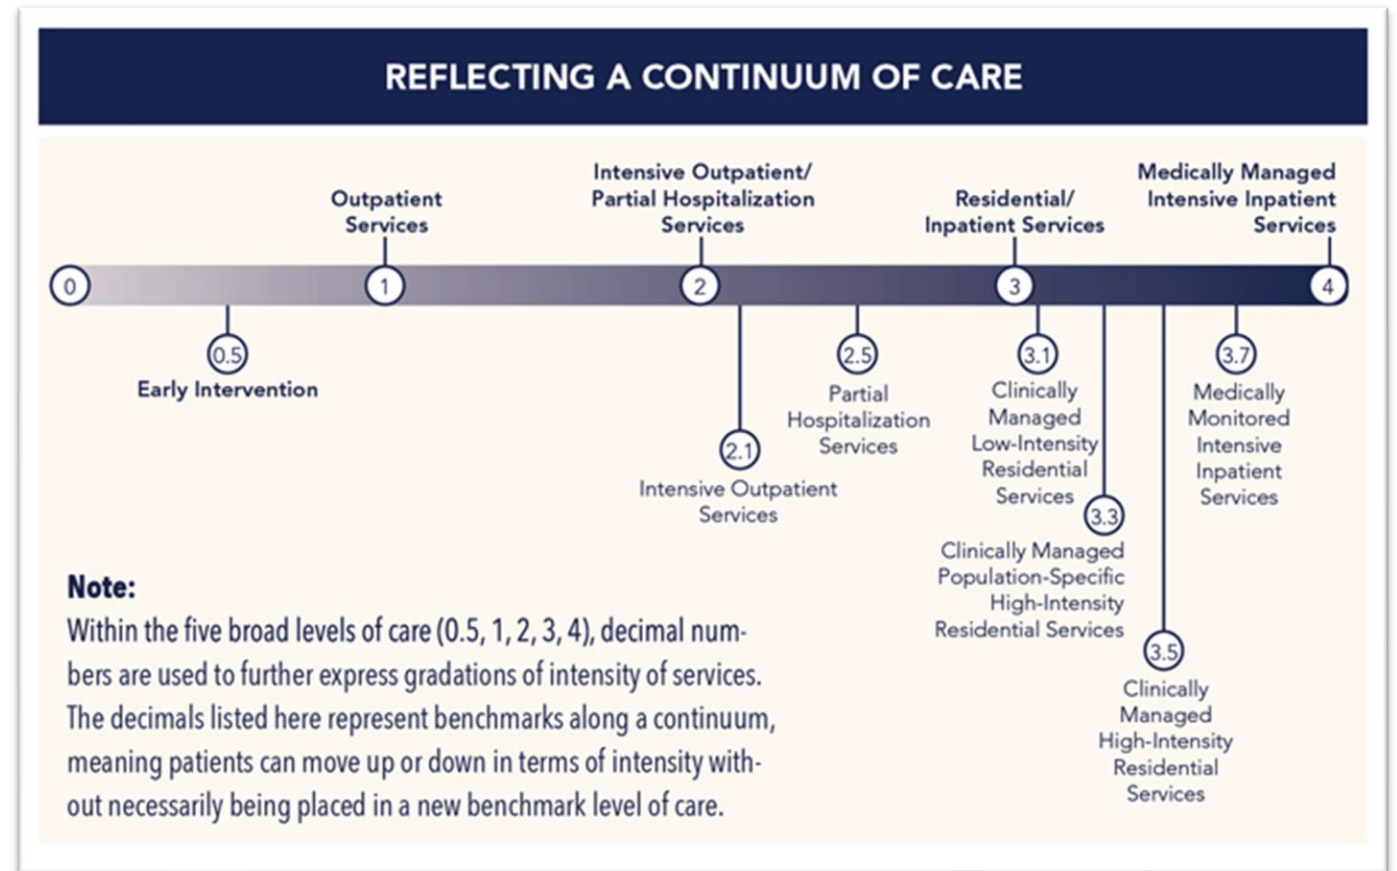 REFLECTING A CONTINUUM OF CARE
Outpatient
Services
Intensive Outpatient/
Partial Hospitalization
Services
Residential/
Inpatient Services
Medically Managed
Intensive Inpatient
Services
0
1
2
3
4
0.5
Early Intervention
2.1
Intensive Outpatient
Services
2.5
Partial
Hospitalization
Services
3.1
Clinically
Managed
Low-Intensity
Residential
Services
3.3
Clinically Managed
Population-Specific
High-Intensity
Residential Services
3.5
Clinically
Managed
High-Intensity
Residential
Services
3.7
Medically
Monitored
Intensive
Inpatient
Services
Note:
Within the five broad levels of care (0.5, 1, 2, 3, 4), decimal num-
bers are used to further express gradations of intensity of services.
The decimals listed here represent benchmarks along a continuum,
meaning patients can move up or down in terms of intensity with-
out necessarily being placed in a new benchmark level of care.